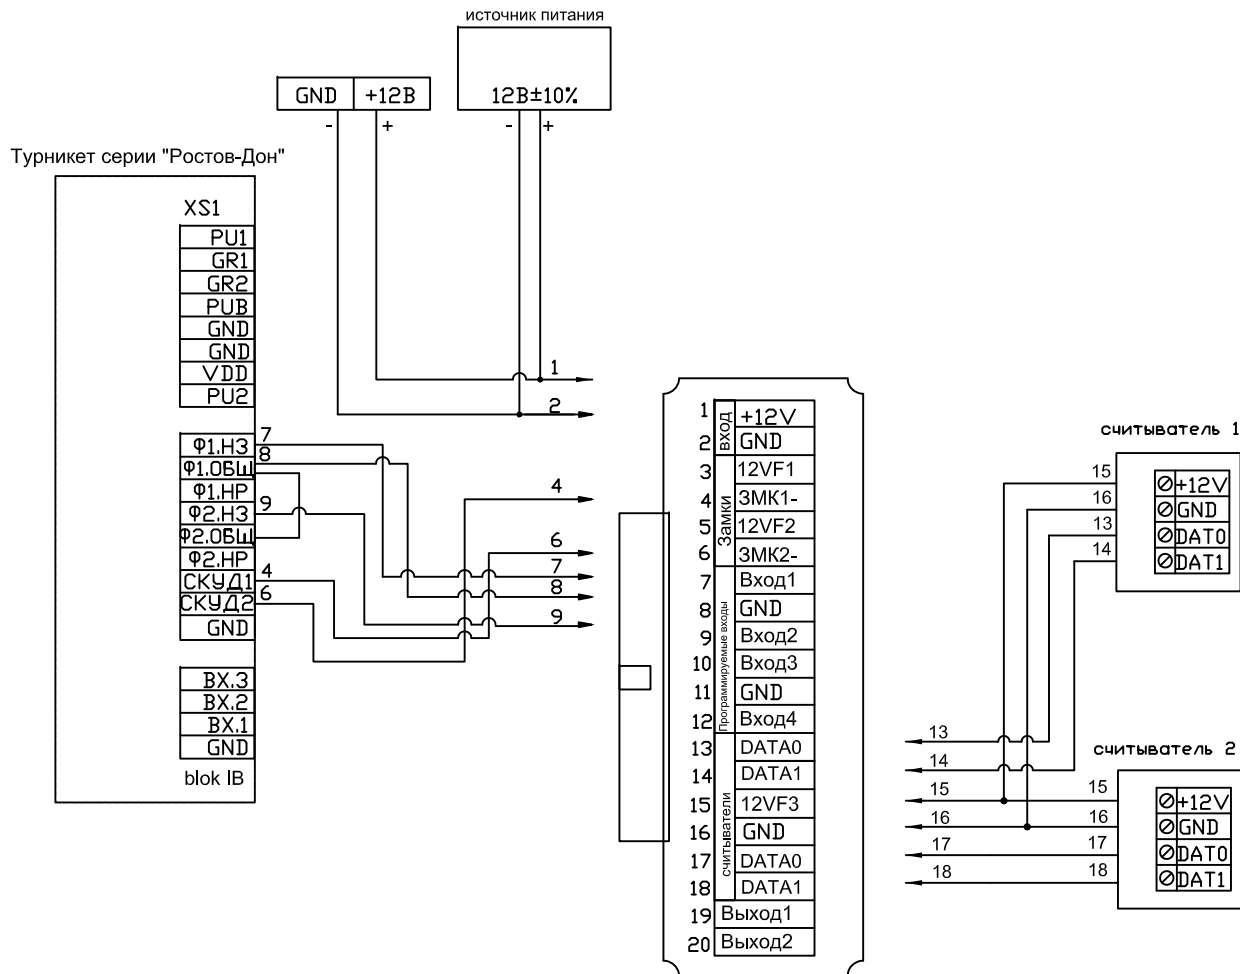 источник питания
GND +12В
12В±10%
- +
- +
Турникет серии "Ростов-Дон"
XS1
PU1
GR1
GR2
PUB
GND
GND
VDD
PU2
Ф1.НЗ 7
Ф1.ОБЩ 8
Ф1.НР
Ф2.НЗ 9
Ф2.ОБЩ
Ф2.НР
СКУД1 4
СКУД2 6
GND
ВХ.3
ВХ.2
ВХ.1
GND
blok IB
1
2
4
6
7
8
9
вход
Замки
Программируемые входы
считыватели
1 +12V
2 GND
3 12VF1
4 ЗМК1-
5 12VF2
6 ЗМК2-
7 Вход1
8 GND
9 Вход2
10 Вход3
11 GND
12 Вход4
13 DATA0
14 DATA1
15 12VF3
16 GND
17 DATA0
18 DATA1
19 Выход1
20 Выход2
считыватель 1
15 +12V
16 GND
13 DAT0
14 DAT1
13
14
15
16
17
18
считыватель 2
15 +12V
16 GND
17 DAT0
18 DAT1